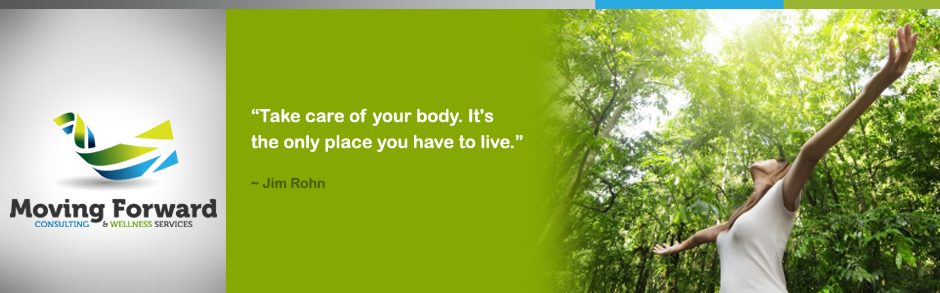 Moving Forward
CONSULTING & WELLNESS SERVICES
“Take care of your body. It's
the only place you have to live.”
~ Jim Rohn